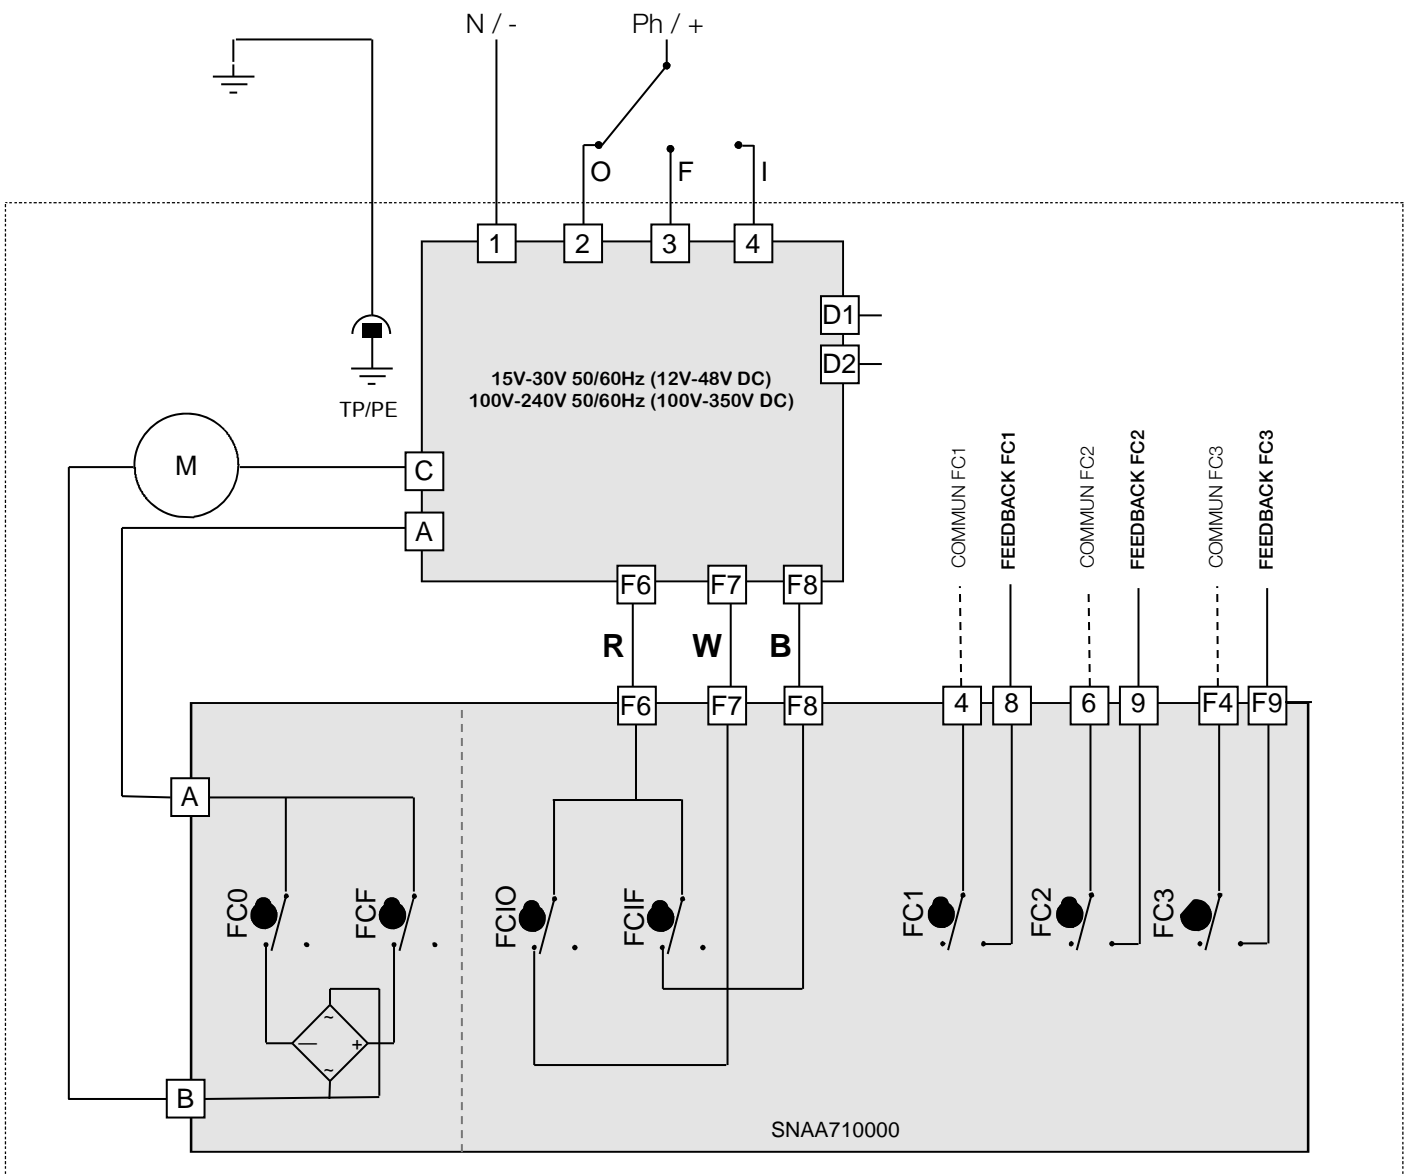 N / -
Ph / +
O
F
I
1
2
3
4
D1
D2
15V-30V 50/60Hz (12V-48V DC)
100V-240V 50/60Hz (100V-350V DC)
TP/PE
M
C
A
COMMUN FC1
FEEDBACK FC1
COMMUN FC2
FEEDBACK FC2
COMMUN FC3
FEEDBACK FC3
F6
F7
F8
R
W
B
F6
F7
F8
4
8
6
9
F4
F9
A
FC0
FCF
FCIO
FCIF
FC1
FC2
FC3
~
—
+
~
B
SNAA710000